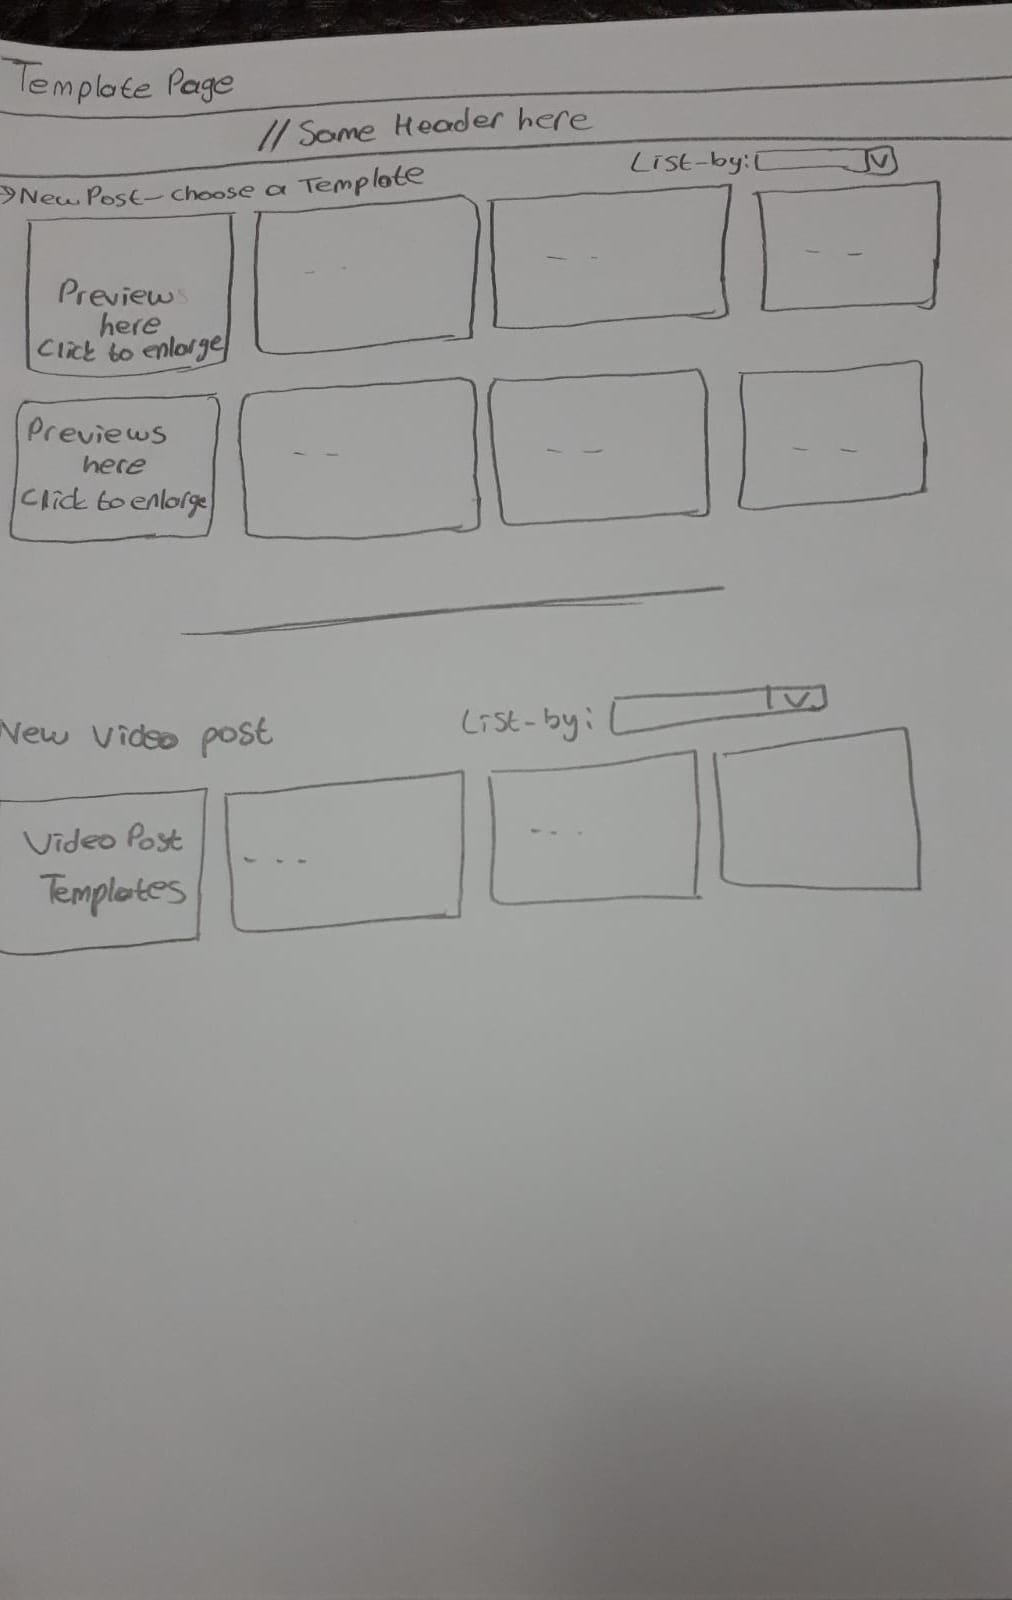 Template Page
// Same Header here
→ New Post – choose a Template
List-by: V
Previews
here
Click to enlarge
Previews
here
Click to enlarge
New Video post
List-by: V
Video Post
Templates